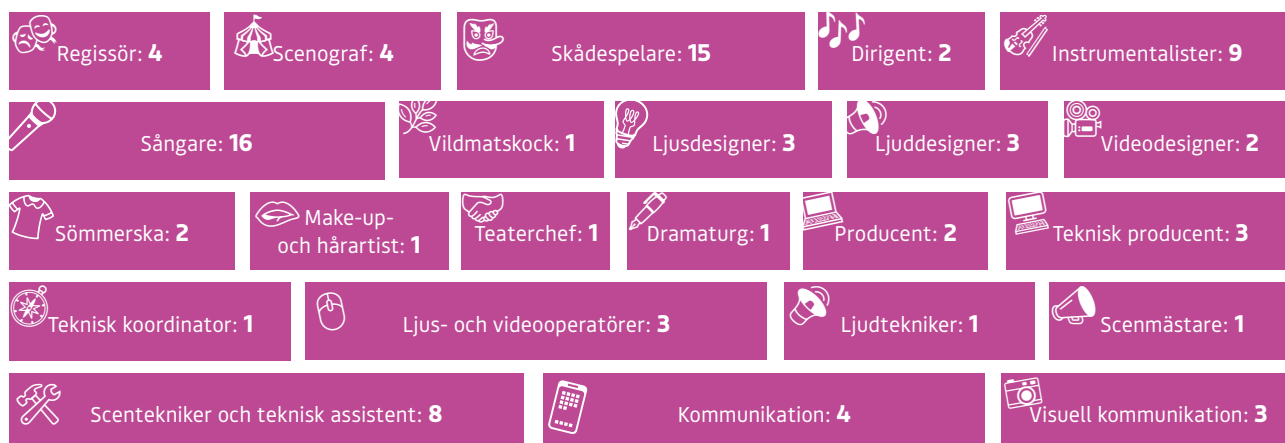 Regissör: 4
Scenograf: 4
Skådespelare: 15
Dirigent: 2
Instrumentalister: 9
Sångare: 16
Vildmatskock: 1
Ljusdesigner: 3
Ljuddesigner: 3
Videodesigner: 2
Sömmerska: 2
Make-up-
och hårartist: 1
Teaterchef: 1
Dramaturg: 1
Producent: 2
Teknisk producent: 3
Teknisk koordinator: 1
Ljus- och videooperatörer: 3
Ljudtekniker: 1
Scenmästare: 1
Scentekniker och teknisk assistent: 8
Kommunikation: 4
Visuell kommunikation: 3